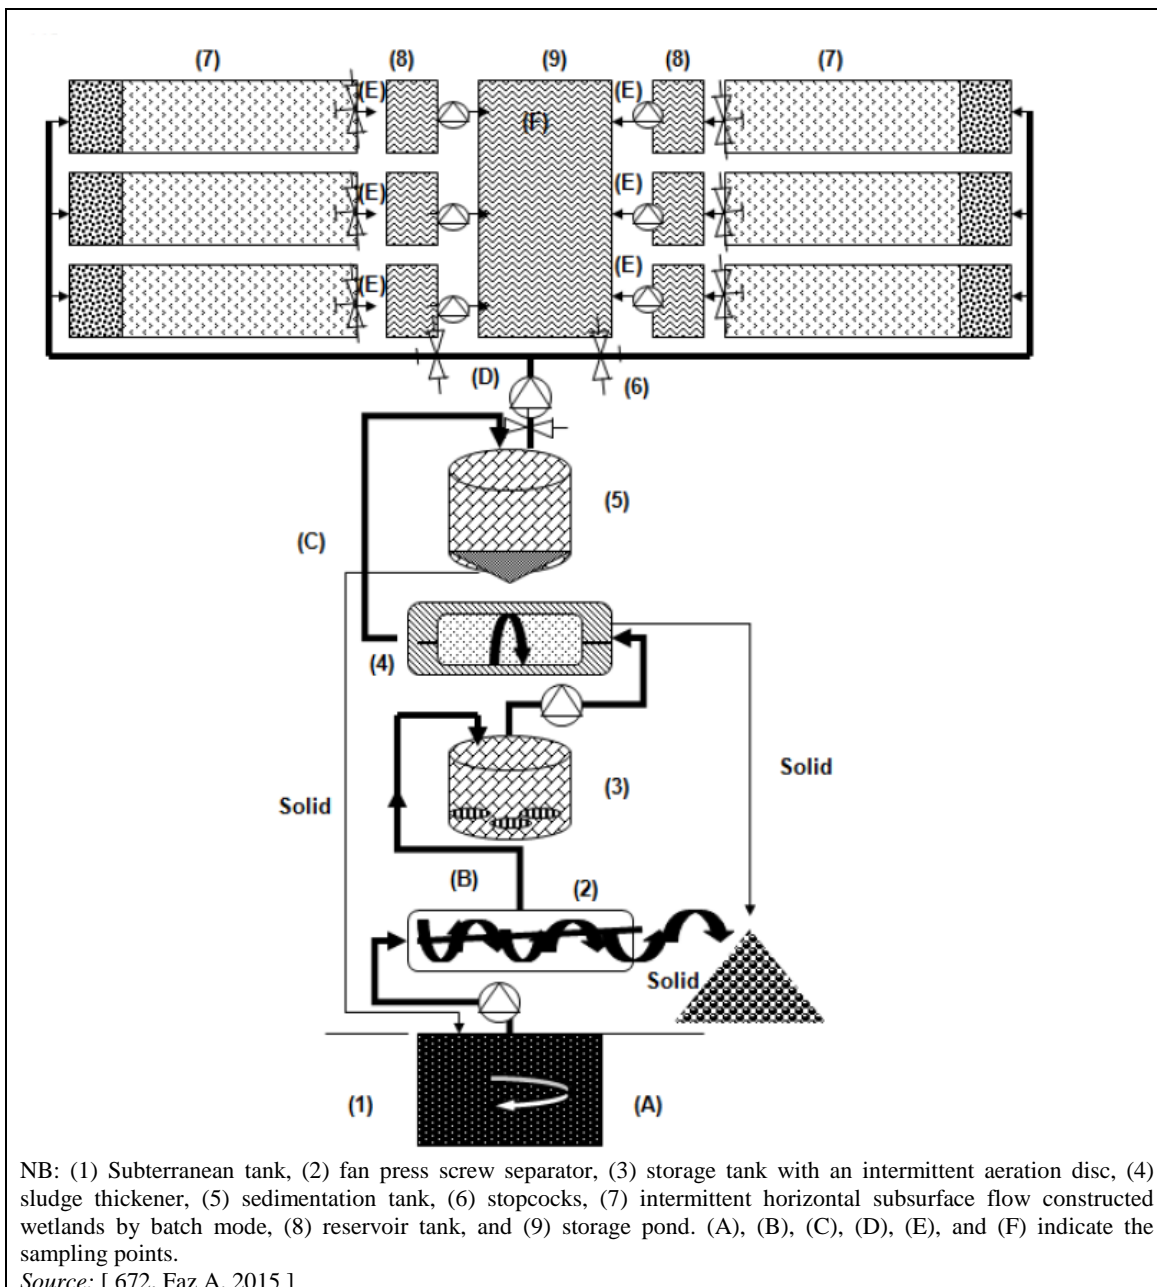 (7) (8) (9) (8) (7)
(E) (E)
(F)
(E) (E)
(E) (E)
(D) (6)
(5)
(C)
(4)
Solid
(3)
Solid
(B) (2)
Solid
(1) (A)
NB: (1) Subterranean tank, (2) fan press screw separator, (3) storage tank with an intermittent aeration disc, (4)
sludge thickener, (5) sedimentation tank, (6) stopcocks, (7) intermittent horizontal subsurface flow constructed
wetlands by batch mode, (8) reservoir tank, and (9) storage pond. (A), (B), (C), (D), (E), and (F) indicate the
sampling points.
Source: [ 672, Faz A. 2015 ]